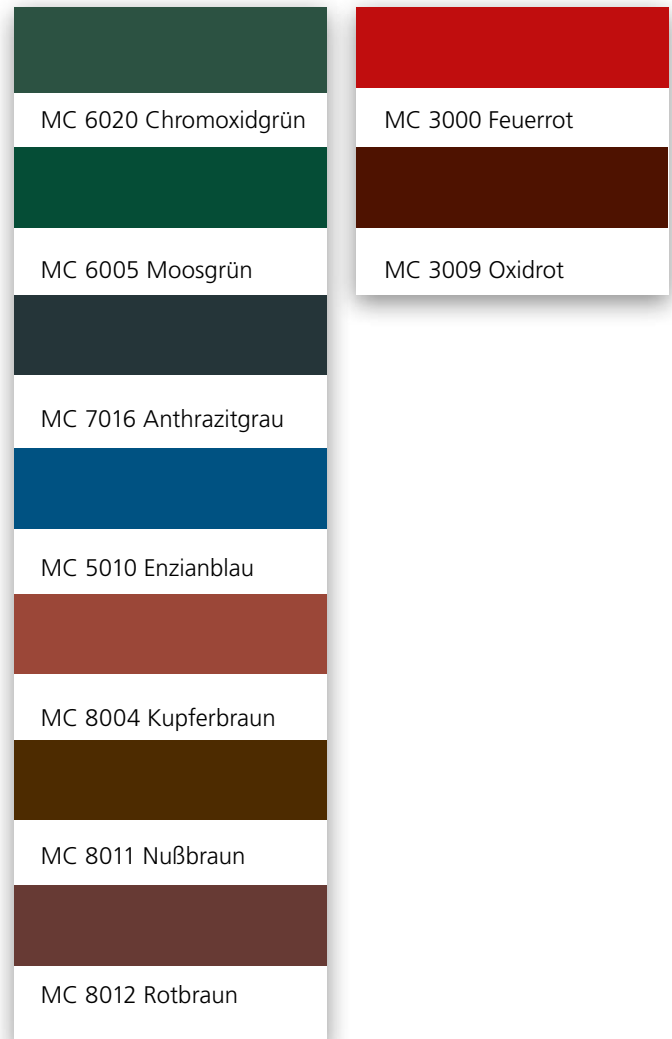 MC 6020 Chromoxidgrün
MC 6005 Moosgrün
MC 7016 Anthrazitgrau
MC 5010 Enzianblau
MC 8004 Kupferbraun
MC 8011 Nußbraun
MC 8012 Rotbraun
MC 3000 Feuerrot
MC 3009 Oxidrot